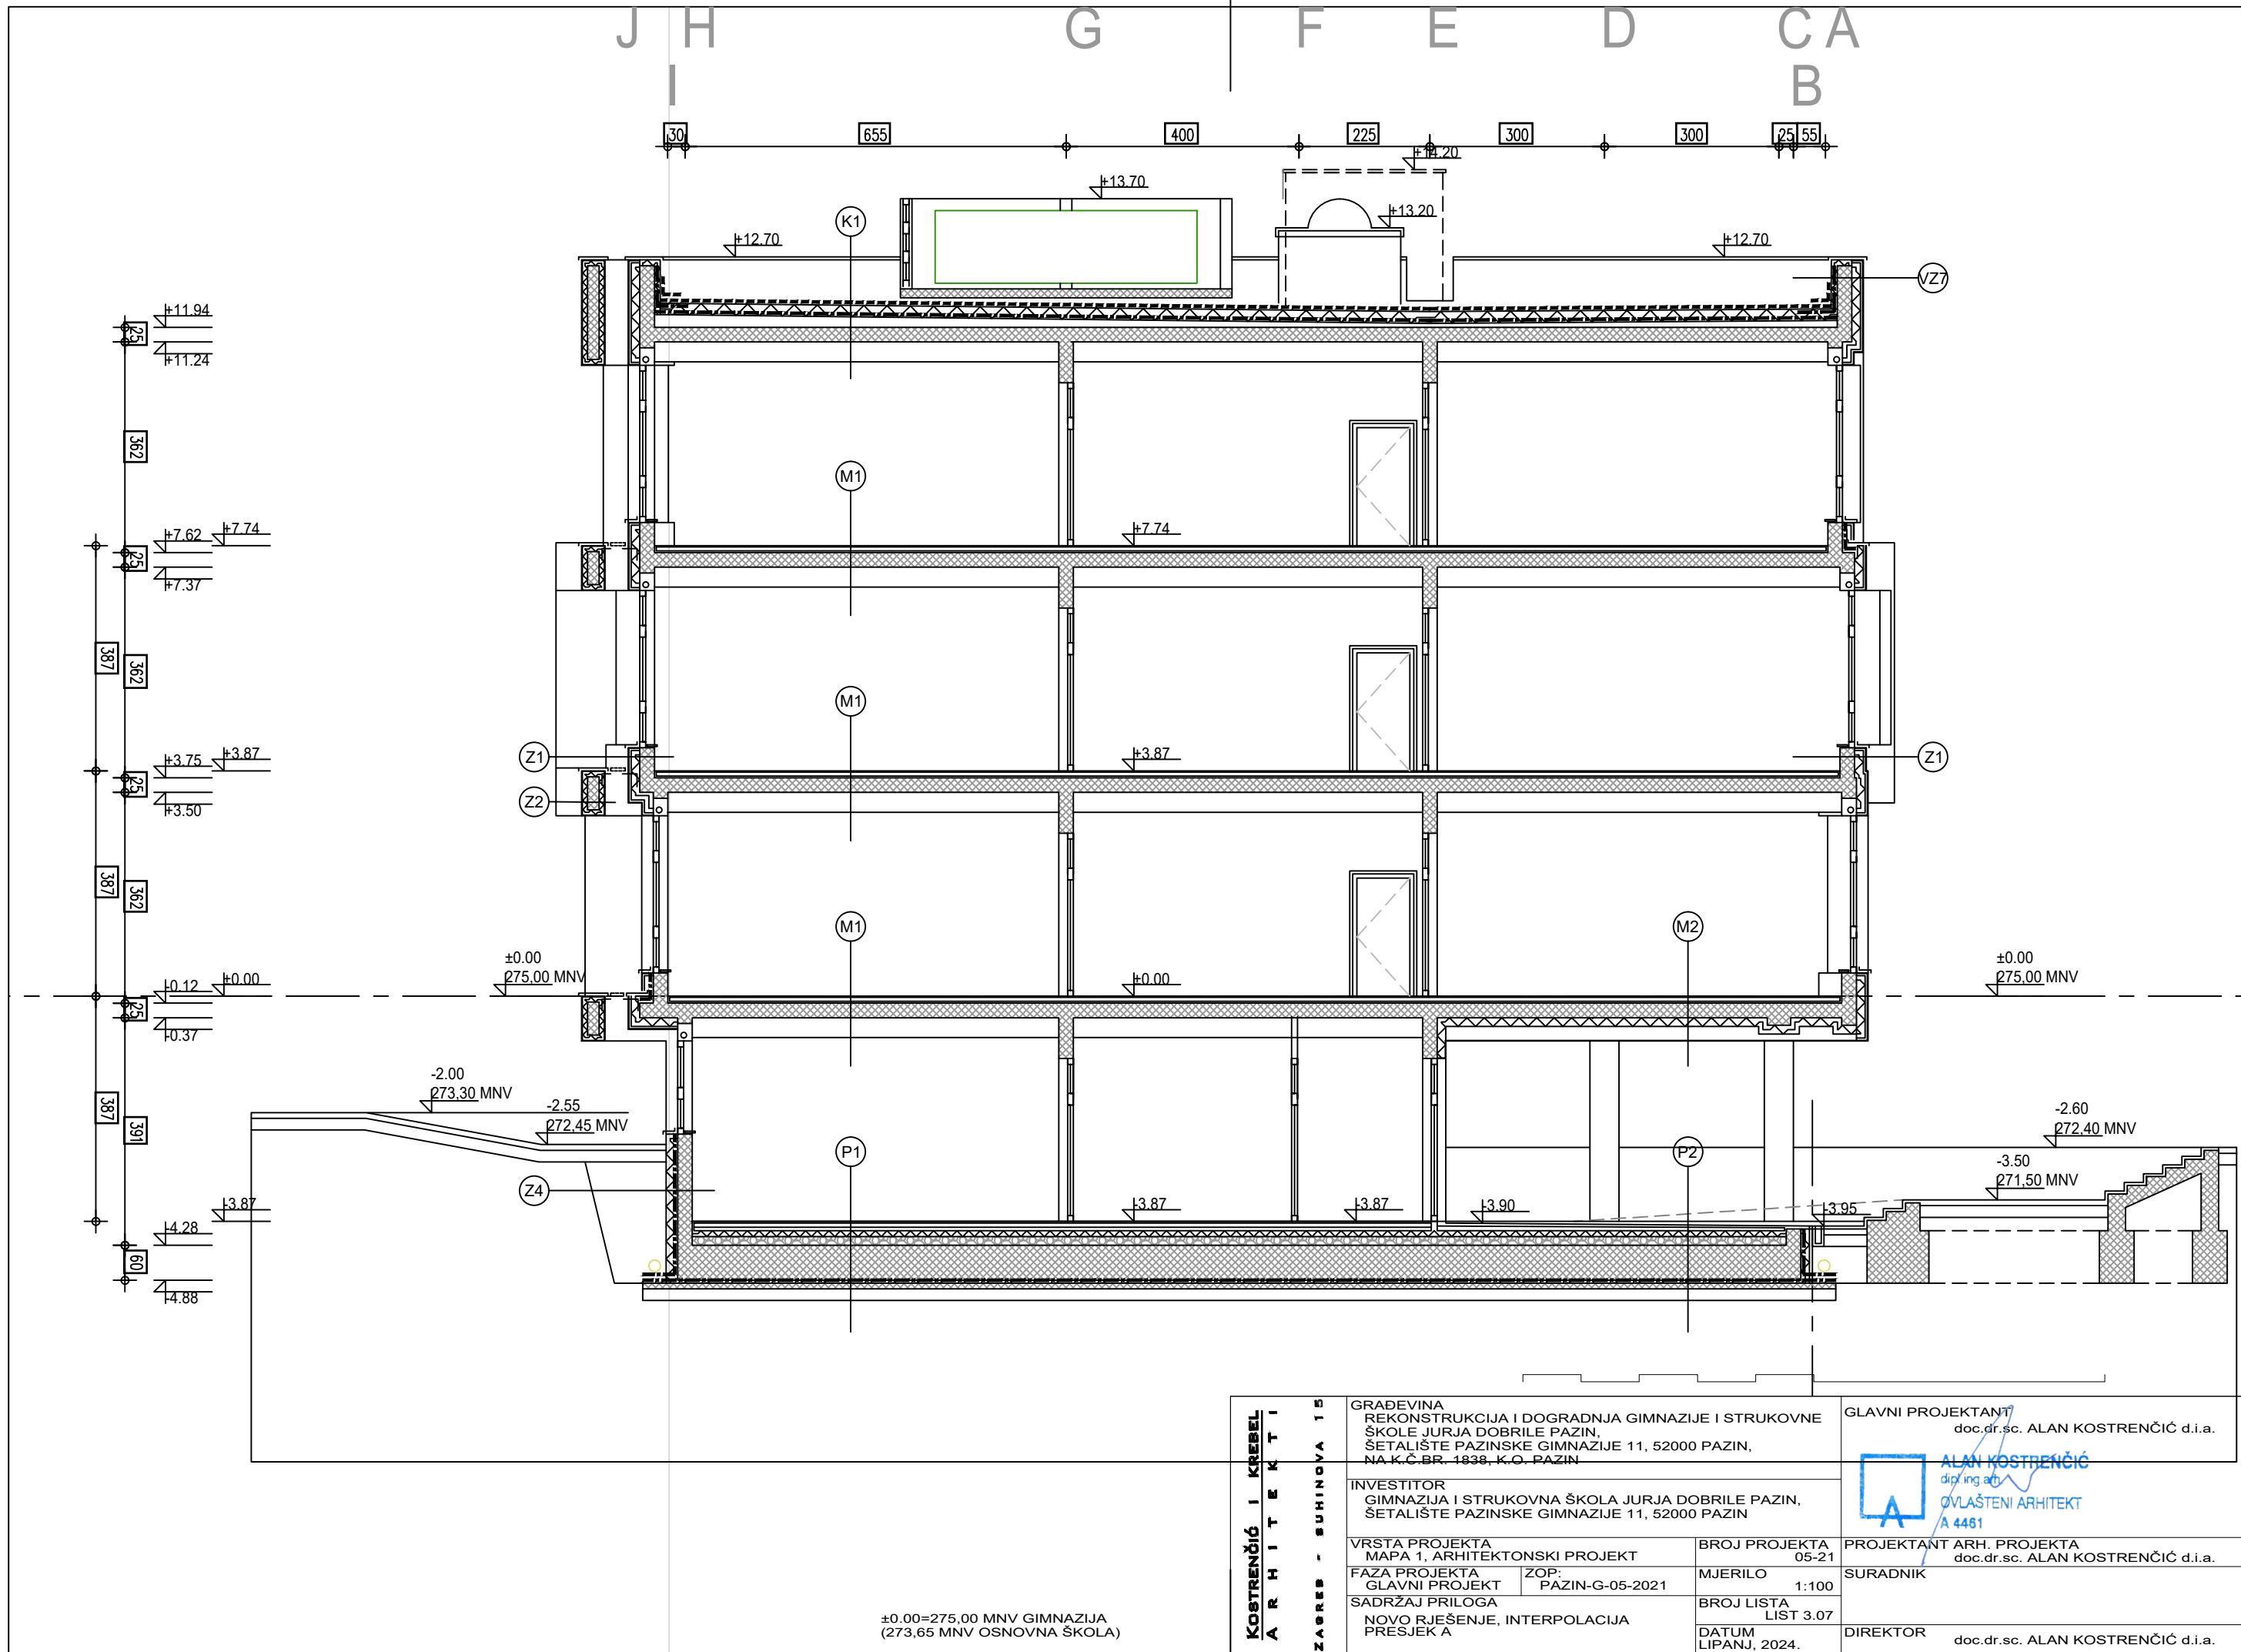 J H G F E D C A
I B
30 655 400 225 300 300 25 55
+14.20
+13.70
+13.20
K1
+12.70 +12.70
VZ7
+11.94
25
+11.24
362
M1
+7.62 +7.74 +7.74
25
+7.37
387 362
M1
Z1 Z1
+3.75 +3.87 +3.87
25
Z2
+3.50
387 362
M1 M2
±0.00 ±0.00
275,00 MNV 275,00 MNV
-0.12 ±0.00 ±0.00
25
-0.37
-2.00
273,30 MNV
-2.55
272,45 MNV
-2.60
272,40 MNV
387 391
P1 P2
-3.50
271,50 MNV
Z4
-3.87 -3.87 -3.87 -3.90 -3.95
-4.28
60
-4.88
KOSTRENČIĆ I KREBEL
ARHITEKTI
ZAGREB - SUHINOVA 15
GRAĐEVINA
REKONSTRUKCIJA I DOGRADNJA GIMNAZIJE I STRUKOVNE
ŠKOLE JURJA DOBRILE PAZIN,
ŠETALIŠTE PAZINSKE GIMNAZIJE 11, 52000 PAZIN,
NA K.Č.BR. 1838, K.O. PAZIN
GLAVNI PROJEKTANT
doc.dr.sc. ALAN KOSTRENČIĆ d.i.a.
ALAN KOSTRENČIĆ
dipl.ing.arh.
OVLAŠTENI ARHITEKT
A 4461
INVESTITOR
GIMNAZIJA I STRUKOVNA ŠKOLA JURJA DOBRILE PAZIN,
ŠETALIŠTE PAZINSKE GIMNAZIJE 11, 52000 PAZIN
VRSTA PROJEKTA
MAPA 1, ARHITEKTONSKI PROJEKT
BROJ PROJEKTA
05-21
PROJEKTANT ARH. PROJEKTA
doc.dr.sc. ALAN KOSTRENČIĆ d.i.a.
FAZA PROJEKTA
GLAVNI PROJEKT
ZOP:
PAZIN-G-05-2021
MJERILO
1:100
SURADNIK
SADRŽAJ PRILOGA
NOVO RJEŠENJE, INTERPOLACIJA
PRESJEK A
BROJ LISTA
LIST 3.07
DATUM
LIPANJ, 2024.
DIREKTOR
doc.dr.sc. ALAN KOSTRENČIĆ d.i.a.
±0.00=275,00 MNV GIMNAZIJA
(273,65 MNV OSNOVNA ŠKOLA)